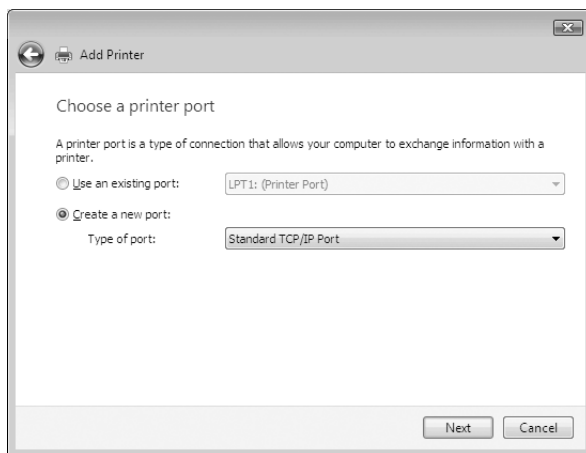 Add Printer
Choose a printer port
A printer port is a type of connection that allows your computer to exchange information with a
printer.
Use an existing port: LPT1: (Printer Port)
Create a new port:
Type of port: Standard TCP/IP Port
Next Cancel